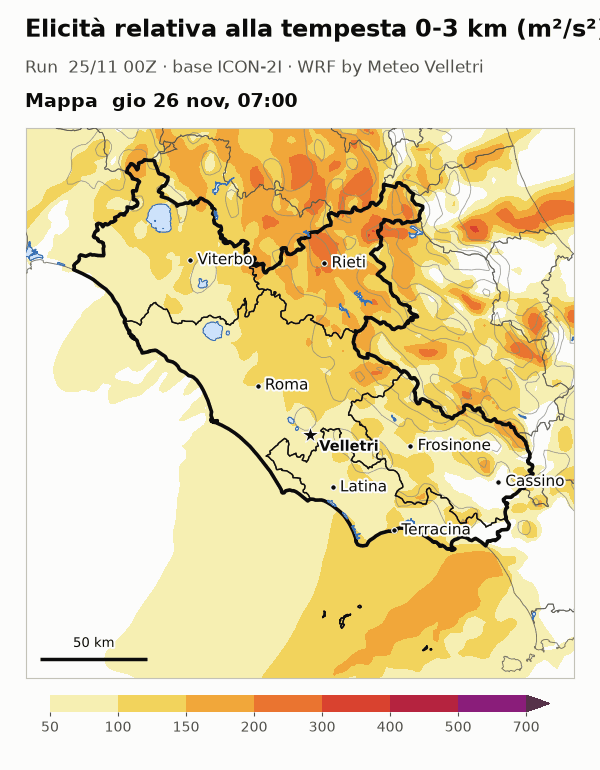 Elicità relativa alla tempesta 0-3 km (m²/s²)
Run  25/11 00Z · base ICON-2I · WRF by Meteo Velletri
Mappa  gio 26 nov, 07:00
Viterbo
Rieti
Roma
Velletri
Frosinone
Cassino
Latina
Terracina
50 km
50 100 150 200 300 400 500 700